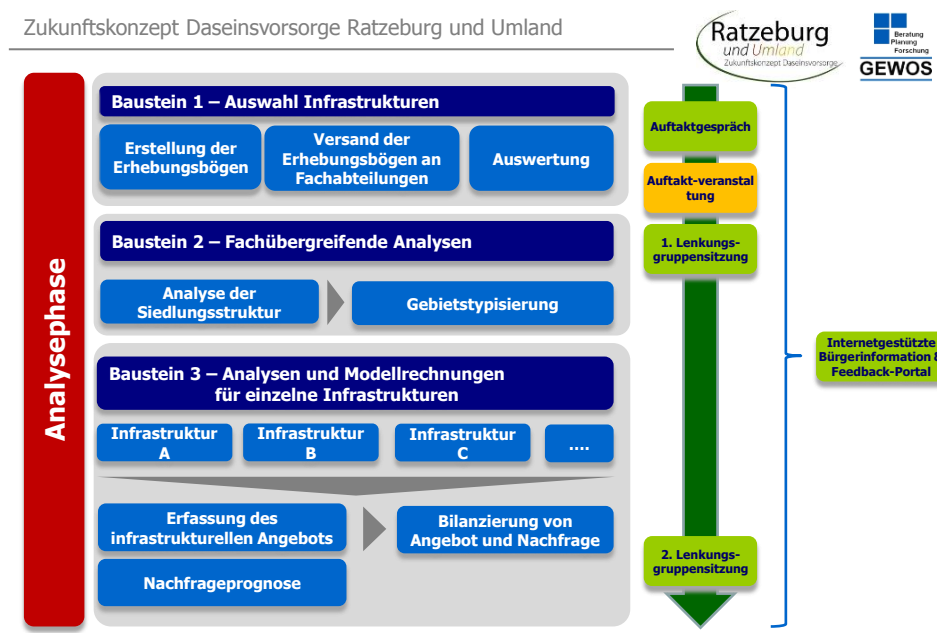 Zukunftskonzept Daseinsvorsorge Ratzeburg und Umland
Ratzeburg
und Umland
Zukunftskonzept Daseinsvorsorge
Beratung
Planung
Forschung
GEWOS
Analysephase
Baustein 1 – Auswahl Infrastrukturen
Erstellung der
Erhebungsbögen
Versand der
Erhebungsbögen an
Fachabteilungen
Auswertung
Baustein 2 – Fachübergreifende Analysen
Analyse der
Siedlungsstruktur
Gebietstypisierung
Baustein 3 – Analysen und Modellrechnungen
für einzelne Infrastrukturen
Infrastruktur
A
Infrastruktur
B
Infrastruktur
C
....
Erfassung des
infrastrukturellen Angebots
Bilanzierung von
Angebot und Nachfrage
Nachfrageprognose
Auftaktgespräch
Auftakt-veranstal
tung
1. Lenkungs-
gruppensitzung
2. Lenkungs-
gruppensitzung
Internetgestützte
Bürgerinformation &
Feedback-Portal